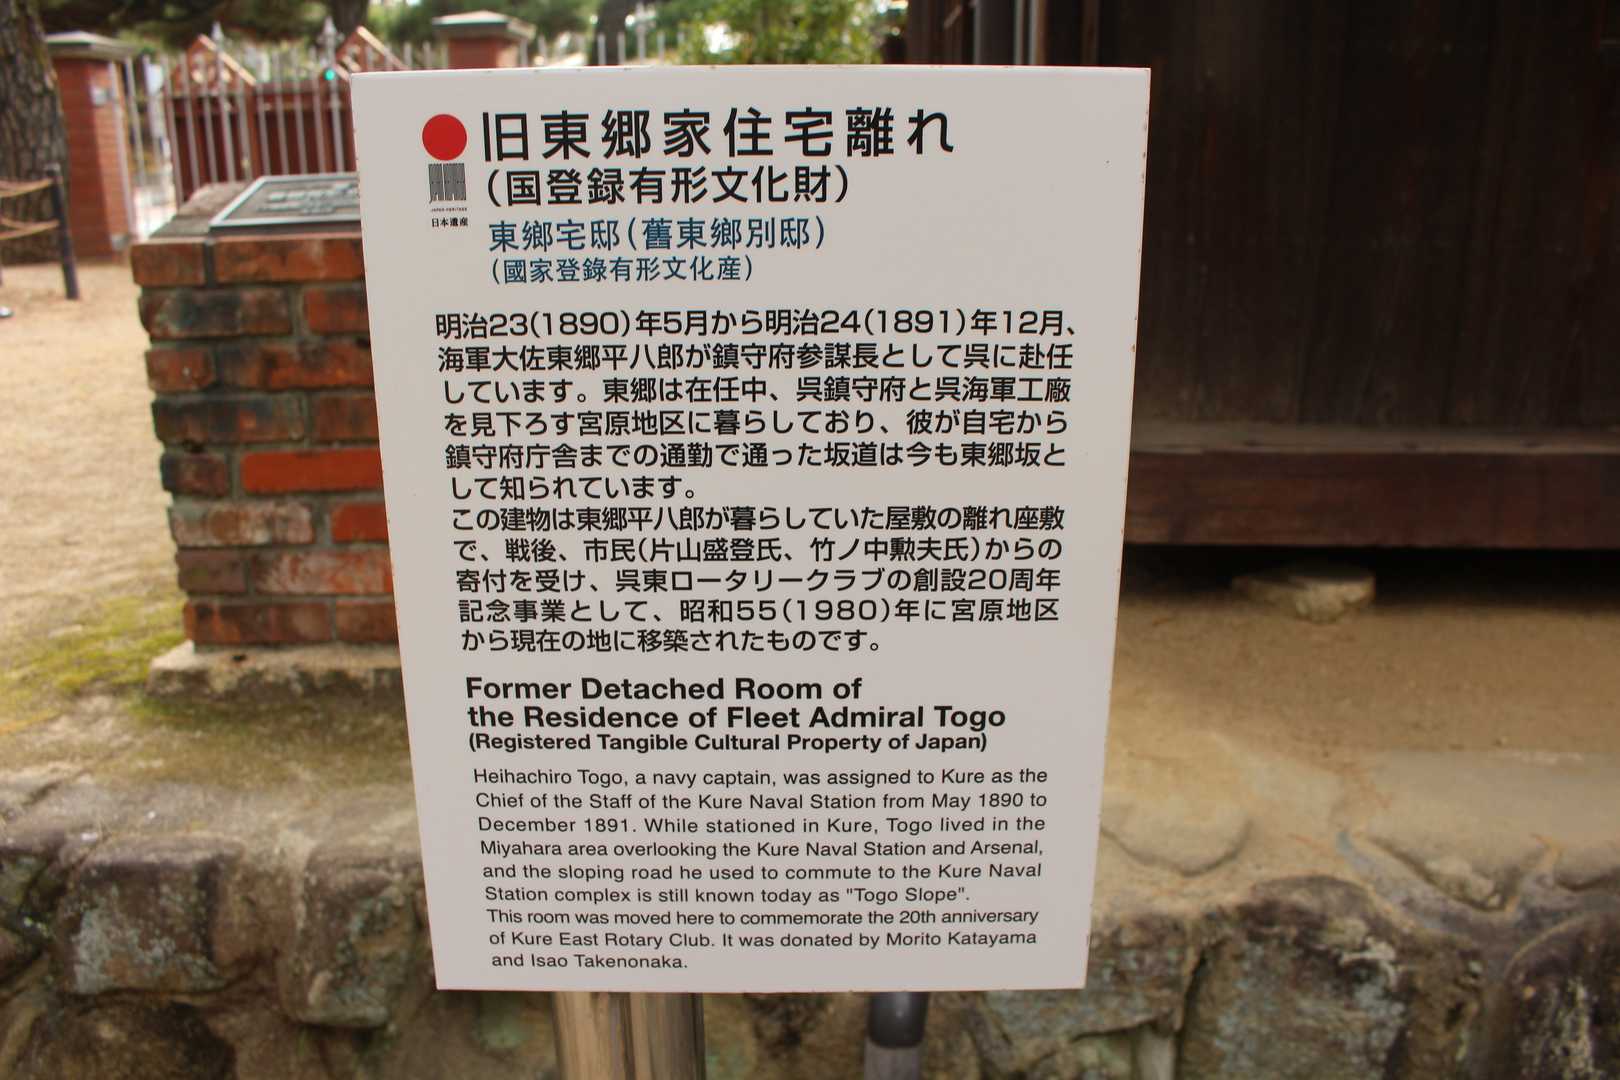 旧東郷家住宅離れ
(国登録有形文化財)
JAPAN HERITAGE
日本遺産
東鄉宅邸(舊東鄉別邸)
(國家登錄有形文化産)
明治23(1890)年5月から明治24(1891)年12月、
海軍大佐東郷平八郎が鎮守府参謀長として呉に赴任
しています。東郷は在任中、呉鎮守府と呉海軍工廠
を見下ろす宮原地区に暮らしており、彼が自宅から
鎮守府庁舎までの通勤で通った坂道は今も東郷坂と
して知られています。
この建物は東郷平八郎が暮らしていた屋敷の離れ座敷
で、戦後、市民(片山盛登氏、竹ノ中勲夫氏)からの
寄付を受け、呉東ロータリークラブの創設20周年
記念事業として、昭和55(1980)年に宮原地区
から現在の地に移築されたものです。
Former Detached Room of
the Residence of Fleet Admiral Togo
(Registered Tangible Cultural Property of Japan)
Heihachiro Togo, a navy captain, was assigned to Kure as the
Chief of the Staff of the Kure Naval Station from May 1890 to
December 1891. While stationed in Kure, Togo lived in the
Miyahara area overlooking the Kure Naval Station and Arsenal,
and the sloping road he used to commute to the Kure Naval
Station complex is still known today as "Togo Slope".
This room was moved here to commemorate the 20th anniversary
of Kure East Rotary Club. It was donated by Morito Katayama
and Isao Takenonaka.